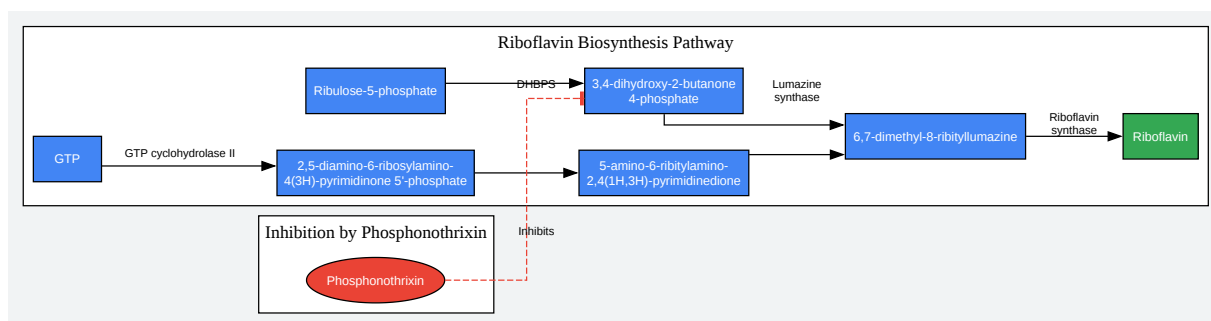 Riboflavin Biosynthesis Pathway
Ribulose-5-phosphate
DHBPS
3,4-dihydroxy-2-butanone
4-phosphate
Lumazine
synthase
GTP
GTP cyclohydrolase II
2,5-diamino-6-ribosylamino-
4(3H)-pyrimidinone 5'-phosphate
5-amino-6-ribitylamino-
2,4(1H,3H)-pyrimidinedione
6,7-dimethyl-8-ribityllumazine
Riboflavin
synthase
Riboflavin
Inhibition by Phosphonothrixin
Inhibits
Phosphonothrixin